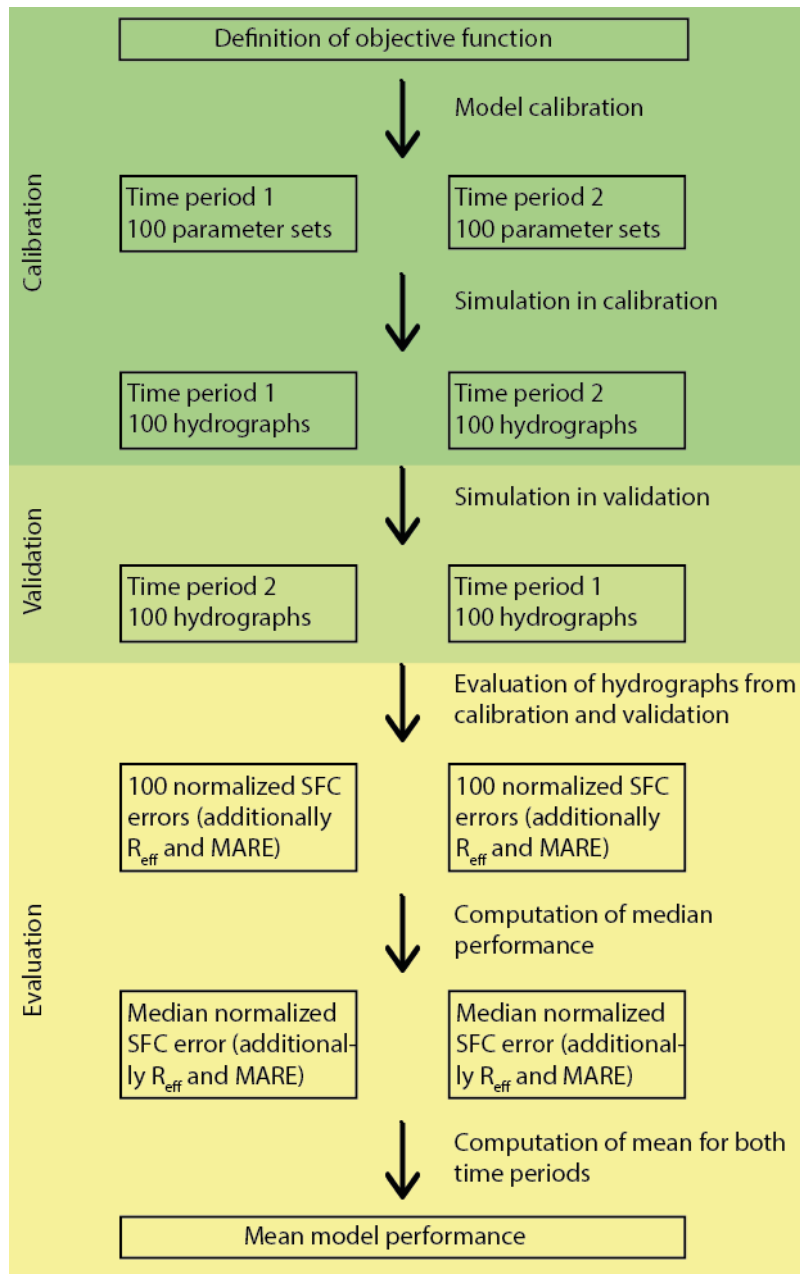 Definition of objective function
Model calibration
Calibration
Time period 1
100 parameter sets
Time period 2
100 parameter sets
Simulation in calibration
Time period 1
100 hydrographs
Time period 2
100 hydrographs
Simulation in validation
Validation
Time period 2
100 hydrographs
Time period 1
100 hydrographs
Evaluation of hydrographs from
calibration and validation
Evaluation
100 normalized SFC
errors (additionally
R_eff and MARE)
100 normalized SFC
errors (additionally
R_eff and MARE)
Computation of median
performance
Median normalized
SFC error (additional-
ly R_eff and MARE)
Median normalized
SFC error (additional-
ly R_eff and MARE)
Computation of mean for both
time periods
Mean model performance